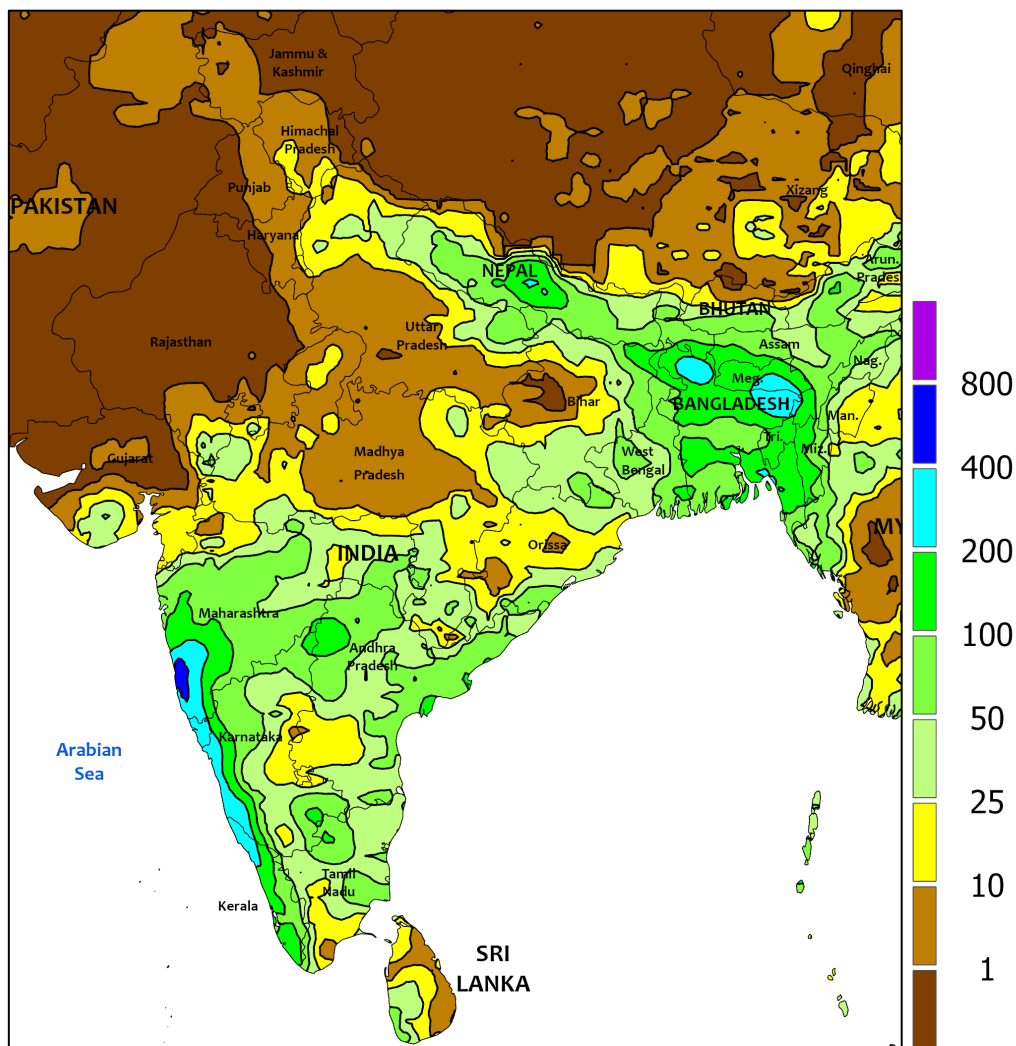 Jammu &
Kashmir
Qinghai
Himachal
Pradesh
Punjab
Xizang
PAKISTAN
Haryana
Arun.
Prades
NEPAL
BHUTAN
800
Uttar
Pradesh
Rajasthan
Assam
Nag.
Meg.
Bihar
BANGLADESH
Man.
Tri.
Miz.
Gujarat
Madhya
Pradesh
West
Bengal
400
MY
INDIA
Orissa
200
Maharashtra
Andhra
Pradesh
100
Karnataka
50
Arabian
Sea
25
Tamil
Nadu
Kerala
10
SRI
LANKA
1